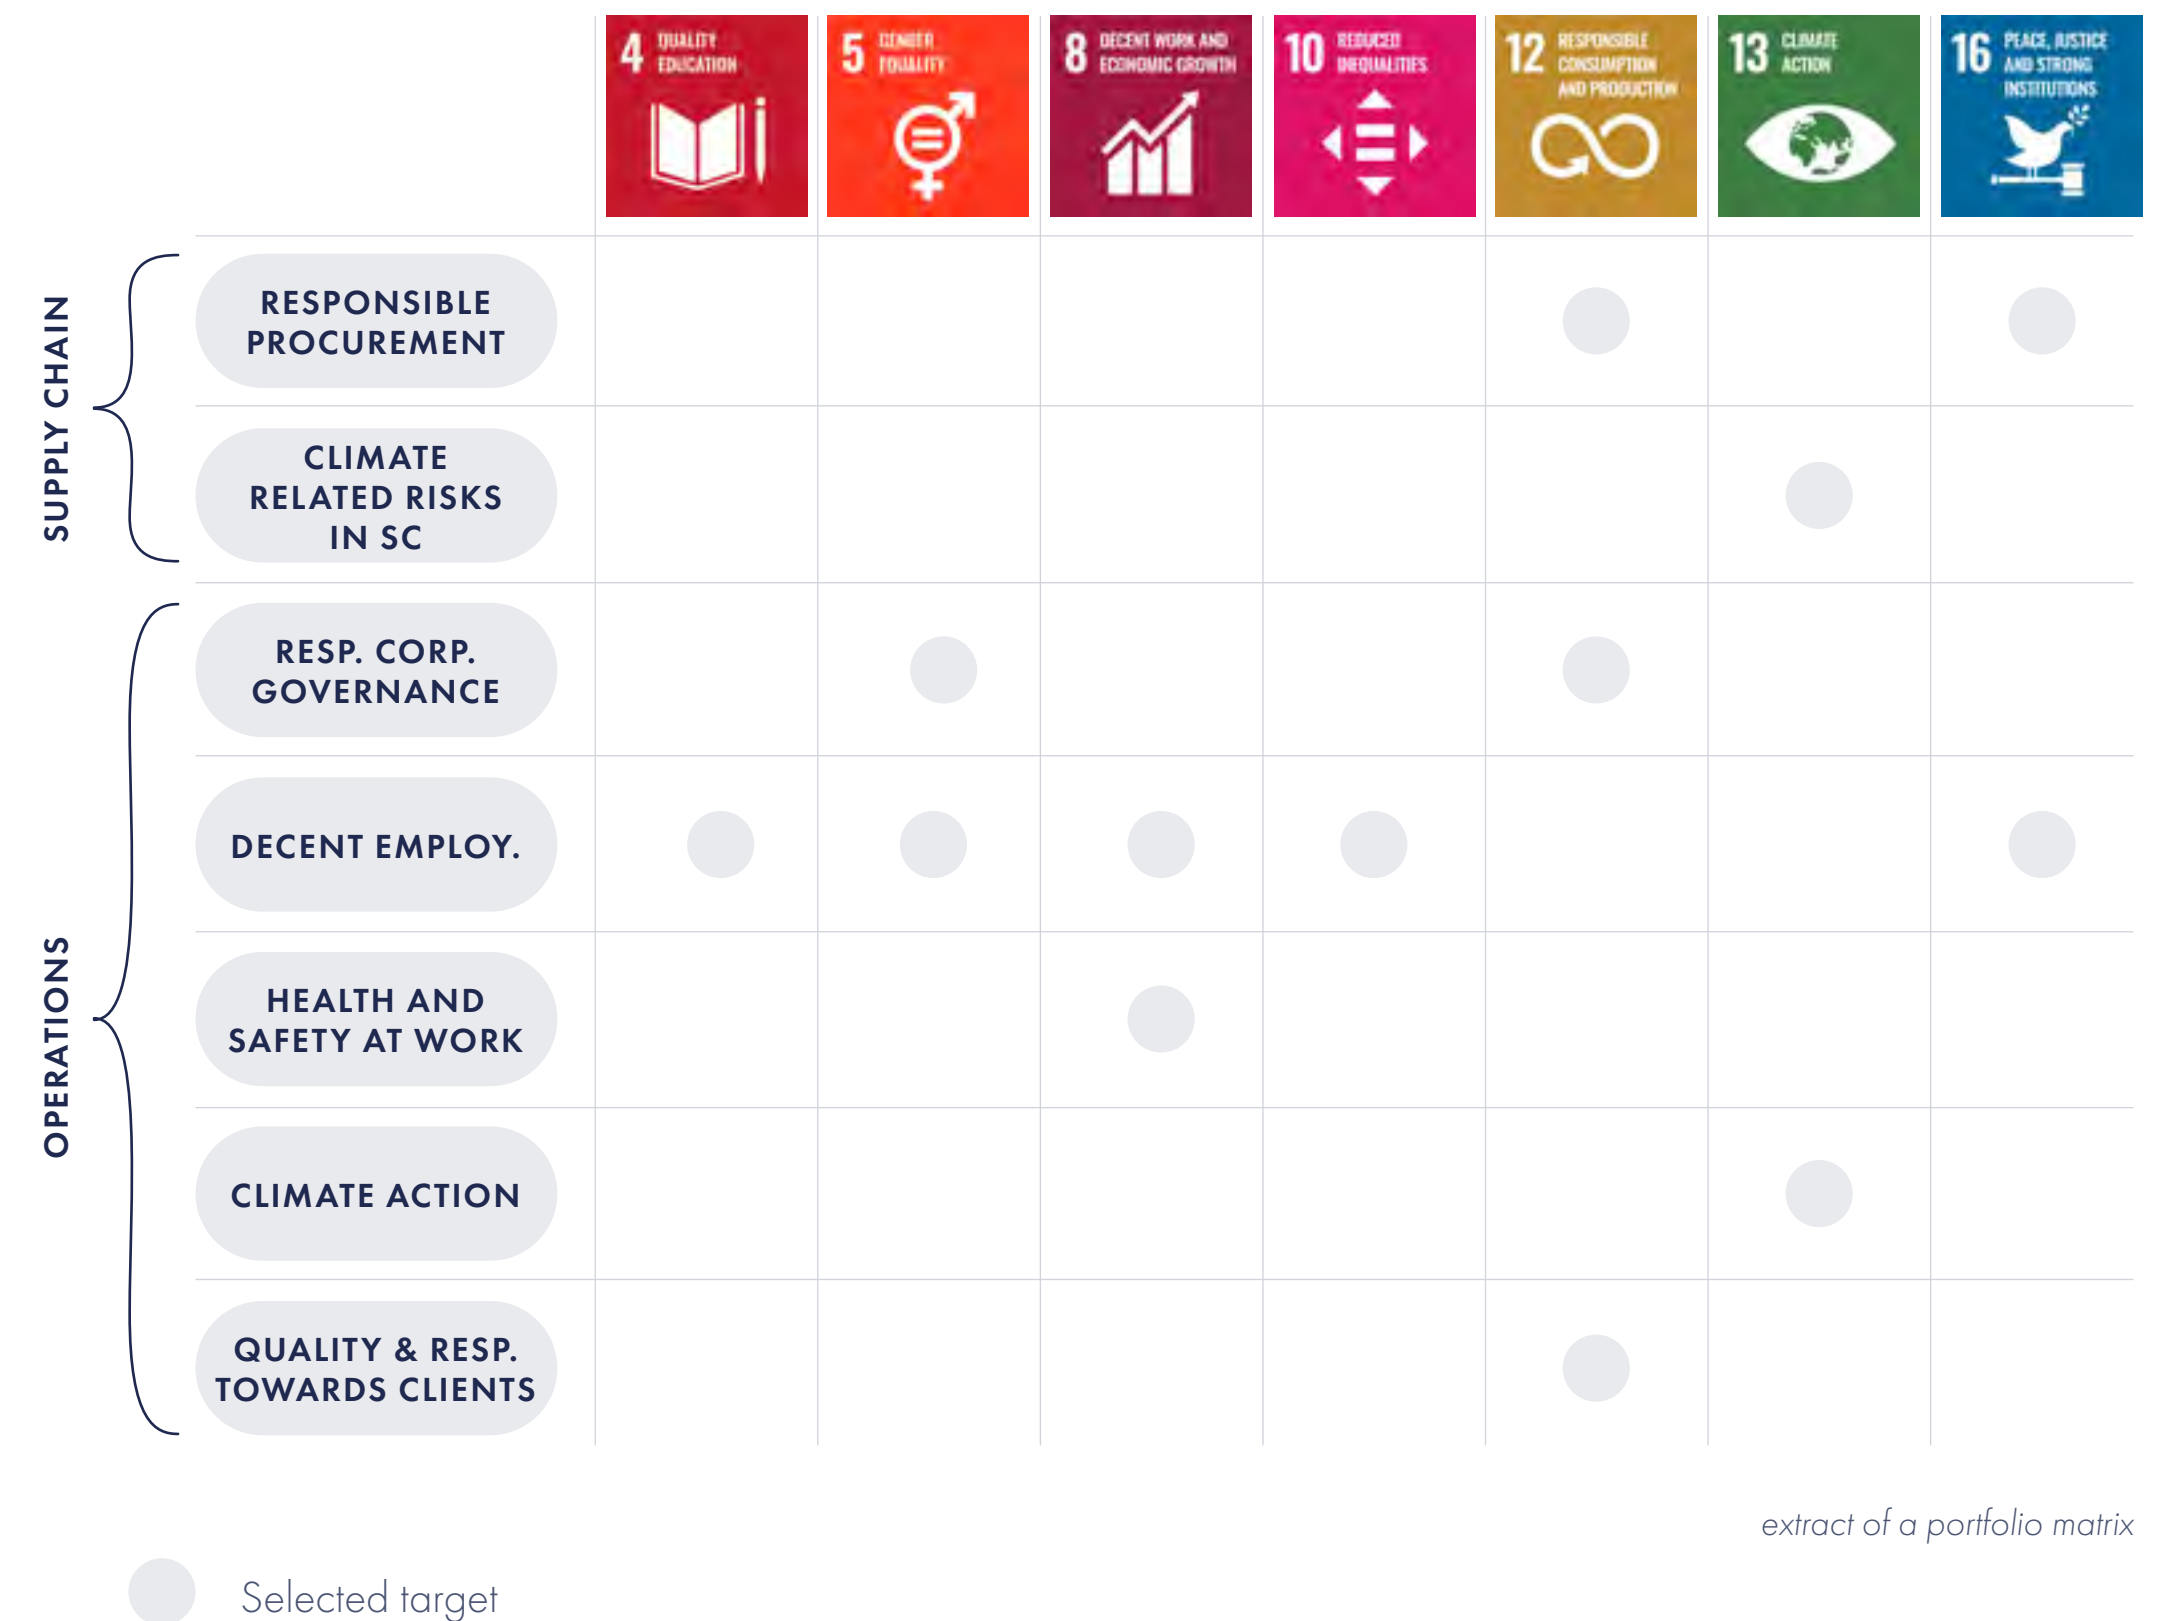 4 QUALITY
EDUCATION
5 GENDER
EQUALITY
8 DECENT WORK AND
ECONOMIC GROWTH
10 REDUCED
INEQUALITIES
12 RESPONSIBLE
CONSUMPTION
AND PRODUCTION
13 CLIMATE
ACTION
16 PEACE, JUSTICE
AND STRONG
INSTITUTIONS
SUPPLY CHAIN
RESPONSIBLE
PROCUREMENT
CLIMATE
RELATED RISKS
IN SC
OPERATIONS
RESP. CORP.
GOVERNANCE
DECENT EMPLOY.
HEALTH AND
SAFETY AT WORK
CLIMATE ACTION
QUALITY & RESP.
TOWARDS CLIENTS
extract of a portfolio matrix
Selected target